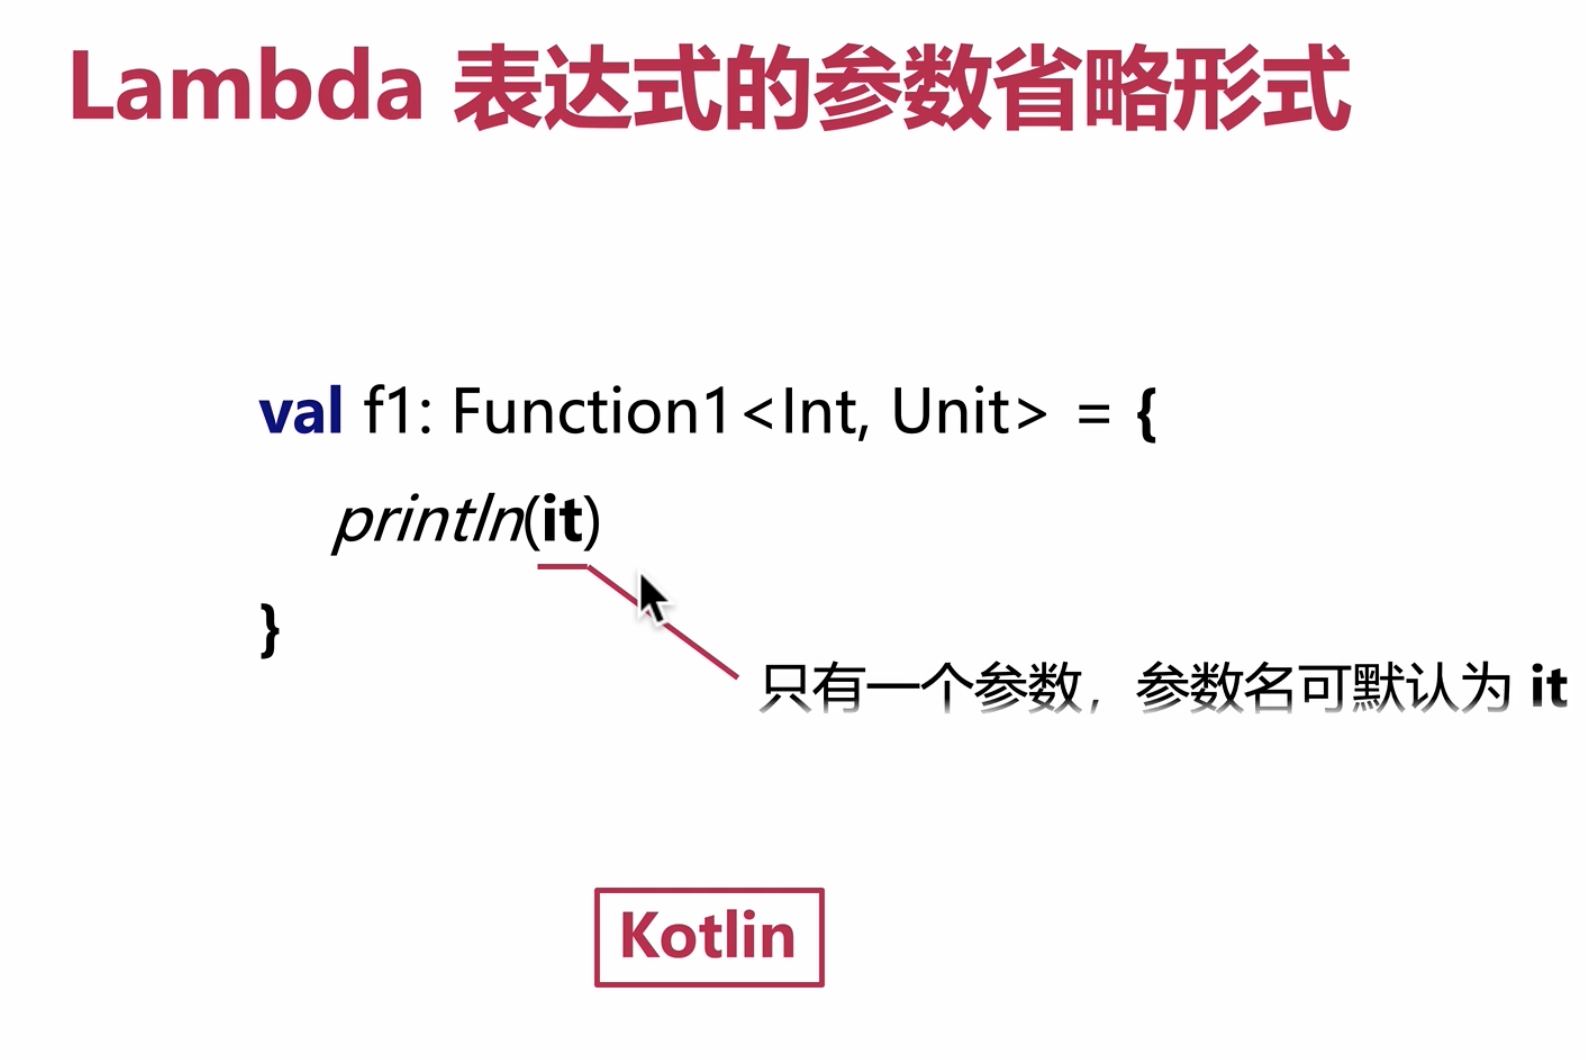 Lambda 表达式的参数省略形式
val f1: Function1<Int, Unit> = {
println(it)
}
只有一个参数，参数名可默认为 it
Kotlin